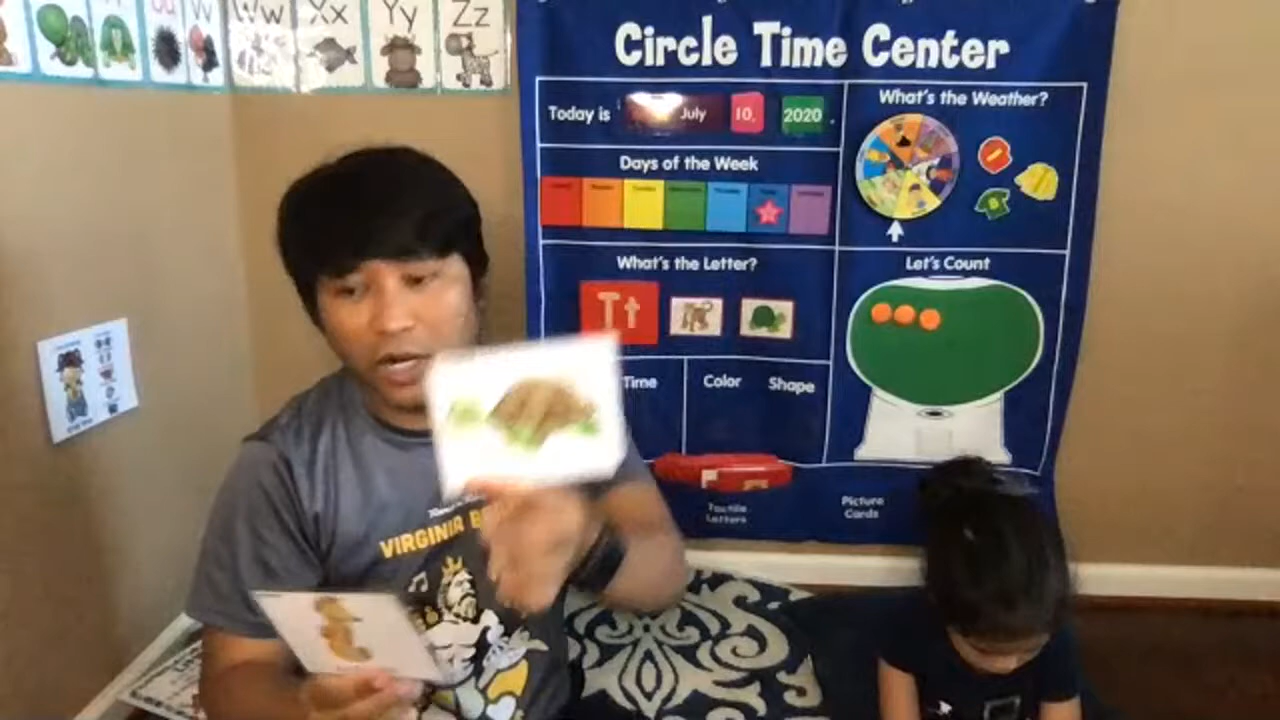 Ww Xx Yy Zz
Circle Time Center
Today is July 10, 2020.
What's the Weather?
Days of the Week
What's the Letter?
Let's Count
Tt
Time
Color
Shape
Tactile
Letters
Picture
Cards
VIRGINIA